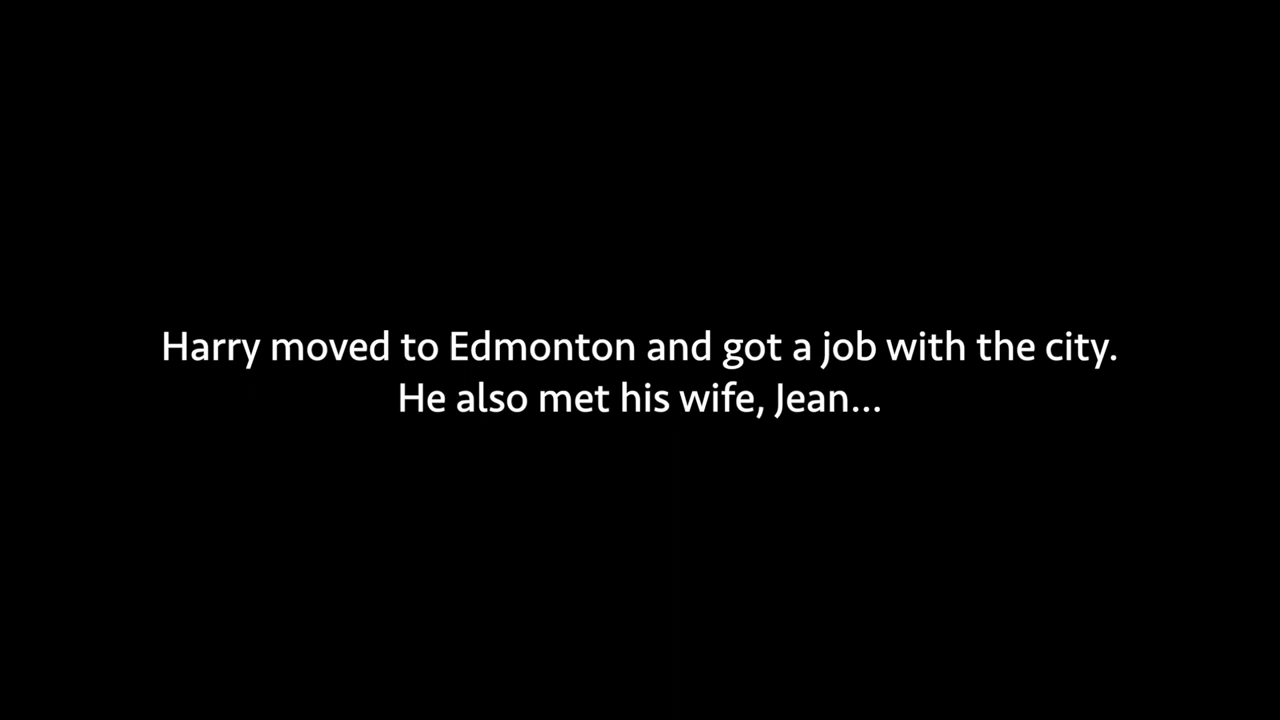 Harry moved to Edmonton and got a job with the city.
He also met his wife, Jean...